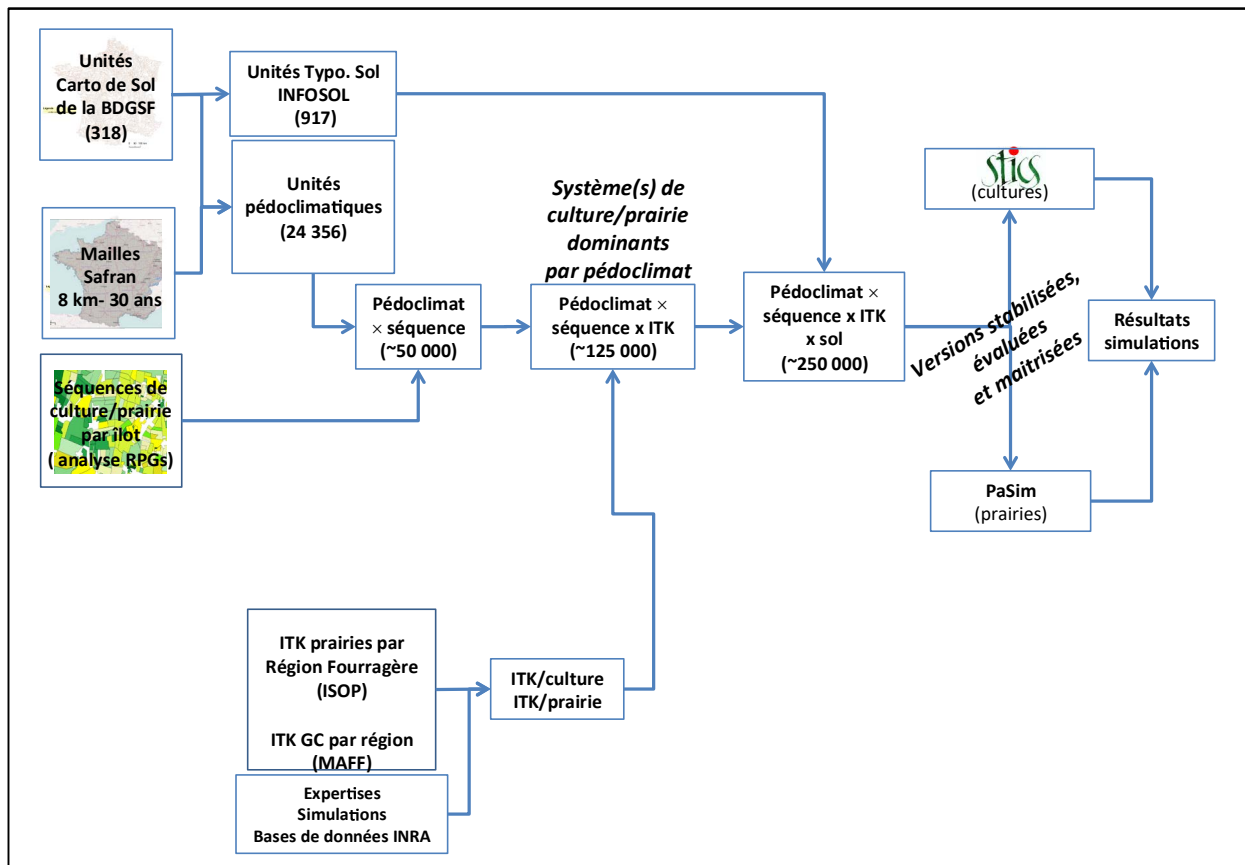 Unités
Carto de Sol
de la BDGSF
(318)
Unités Typo. Sol
INFOSOL
(917)
Unités
pédoclimatiques
(24 356)
Mailles
Safran
8 km- 30 ans
Séquences de
culture/prairie
par îlot
( analyse RPGs)
Pédoclimat
× séquence
(~50 000)
Système(s) de
culture/prairie
dominants
par pédoclimat
Pédoclimat ×
séquence x ITK
(~125 000)
Pédoclimat ×
séquence x ITK
x sol
(~250 000)
stics
(cultures)
Versions stabilisées,
évaluées
et maitrisées
Résultats
simulations
PaSim
(prairies)
ITK prairies par
Région Fourragère
(ISOP)
ITK GC par région
(MAFF)
ITK/culture
ITK/prairie
Expertises
Simulations
Bases de données INRA